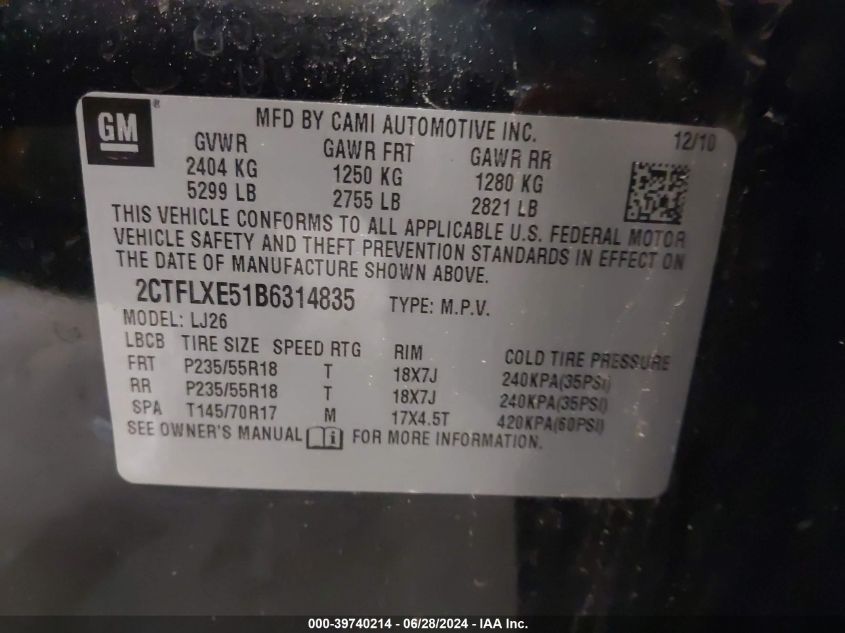 GM®
MFD BY CAMI AUTOMOTIVE INC.
12/10
GVWR GAWR FRT GAWR RR
2404 KG 1250 KG 1280 KG
5299 LB 2755 LB 2821 LB
THIS VEHICLE CONFORMS TO ALL APPLICABLE U.S. FEDERAL MOTOR
VEHICLE SAFETY AND THEFT PREVENTION STANDARDS IN EFFECT ON
THE DATE OF MANUFACTURE SHOWN ABOVE.
2CTFLXE51B6314835 TYPE: M.P.V.
MODEL: LJ26
LBCB TIRE SIZE SPEED RTG RIM COLD TIRE PRESSURE
FRT P235/55R18 T 18X7J 240KPA(35PSI)
RR P235/55R18 T 18X7J 240KPA(35PSI)
SPA T145/70R17 M 17X4.5T 420KPA(60PSI)
SEE OWNER'S MANUAL i FOR MORE INFORMATION.
000-39740214 - 06/28/2024 - IAA Inc.